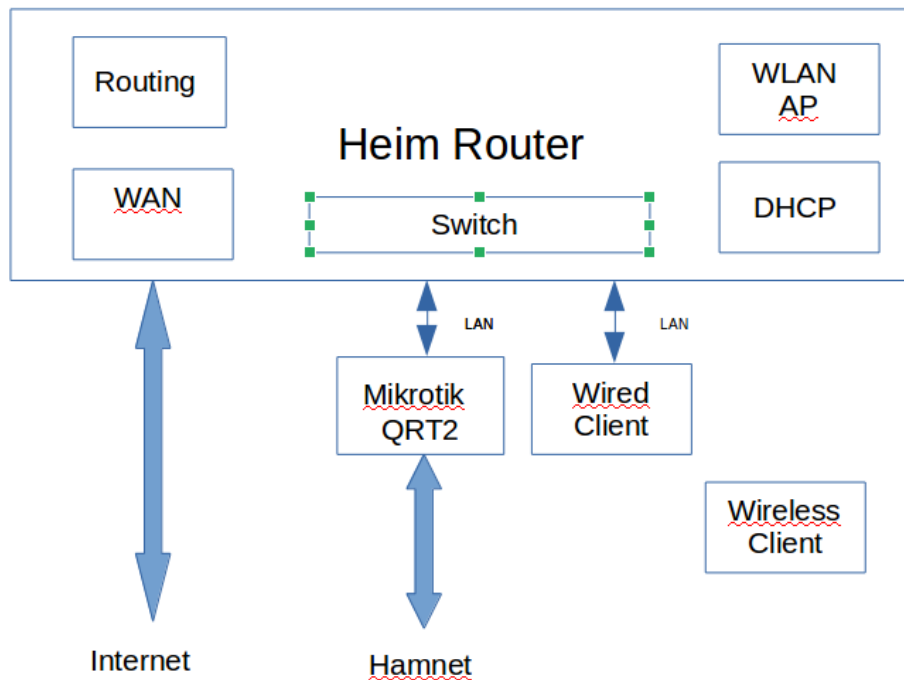 Routing
WLAN
AP
Heim Router
WAN
Switch
DHCP
LAN
LAN
Mikrotik
QRT2
Wired
Client
Wireless
Client
Internet
Hamnet